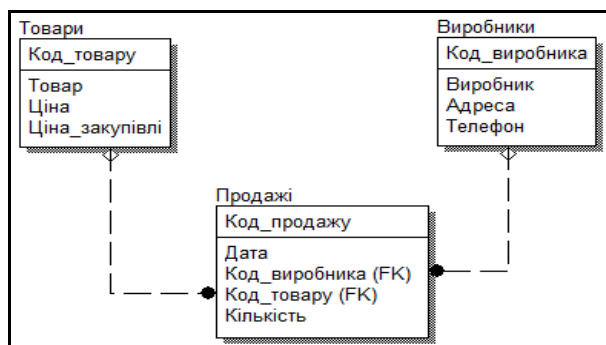 Товари
Код_товару
Товар
Ціна
Ціна_закупівлі
Виробники
Код_виробника
Виробник
Адреса
Телефон
Продажі
Код_продажу
Дата
Код_виробника (FK)
Код_товару (FK)
Кількість